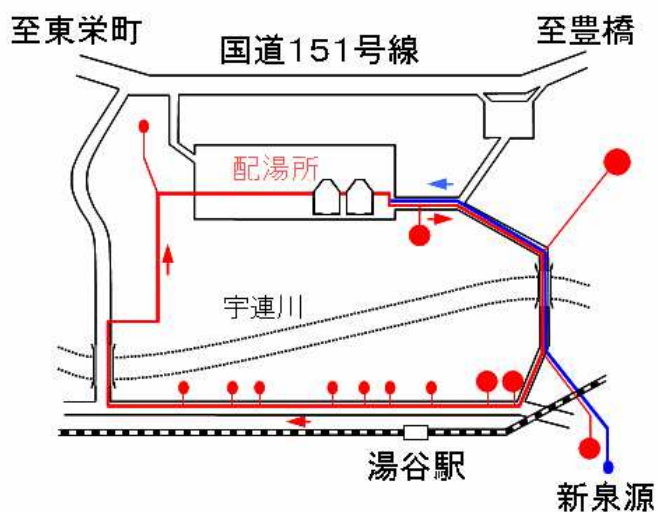 至東栄町
国道151号線
至豊橋
配湯所
宇連川
湯谷駅
新泉源